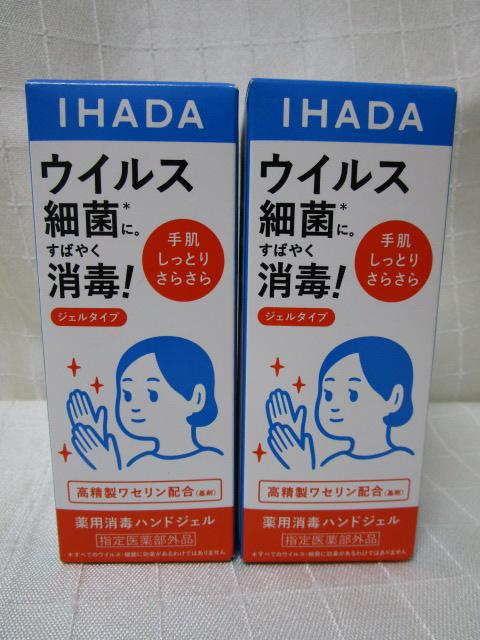 IHADA
ウイルス
細菌*に。
すばやく
消毒!
手肌
しっとり
さらさら
ジェルタイプ
高精製ワセリン配合(基剤)
薬用消毒ハンドジェル
指定医薬部外品
*すべてのウイルス・細菌に効果があるわけではありません
IHADA
ウイルス
細菌*に。
すばやく
消毒!
手肌
しっとり
さらさら
ジェルタイプ
高精製ワセリン配合(基剤)
薬用消毒ハンドジェル
指定医薬部外品
*すべてのウイルス・細菌に効果があるわけではありません